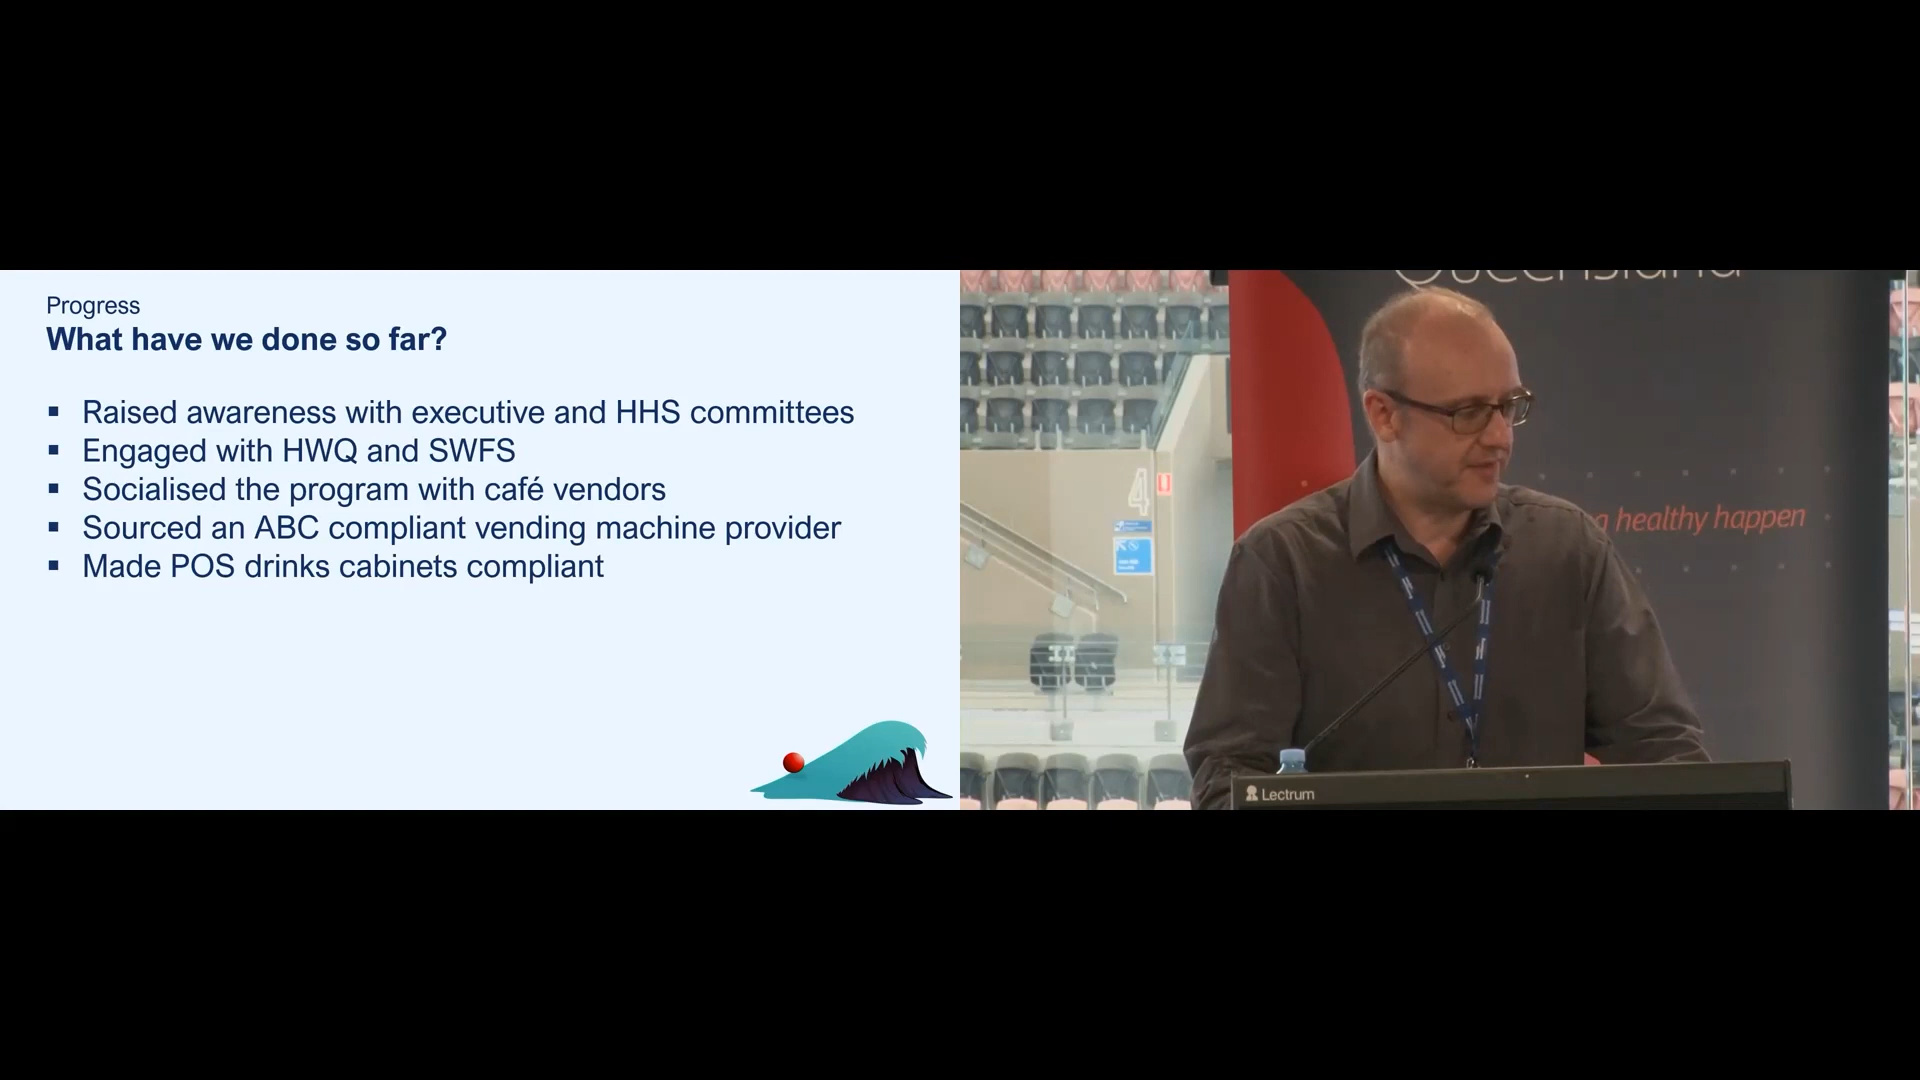 Progress
What have we done so far?
▪ Raised awareness with executive and HHS committees
▪ Engaged with HWQ and SWFS
▪ Socialised the program with café vendors
▪ Sourced an ABC compliant vending machine provider
▪ Made POS drinks cabinets compliant
Queensland
4
healthy happen
Lectrum